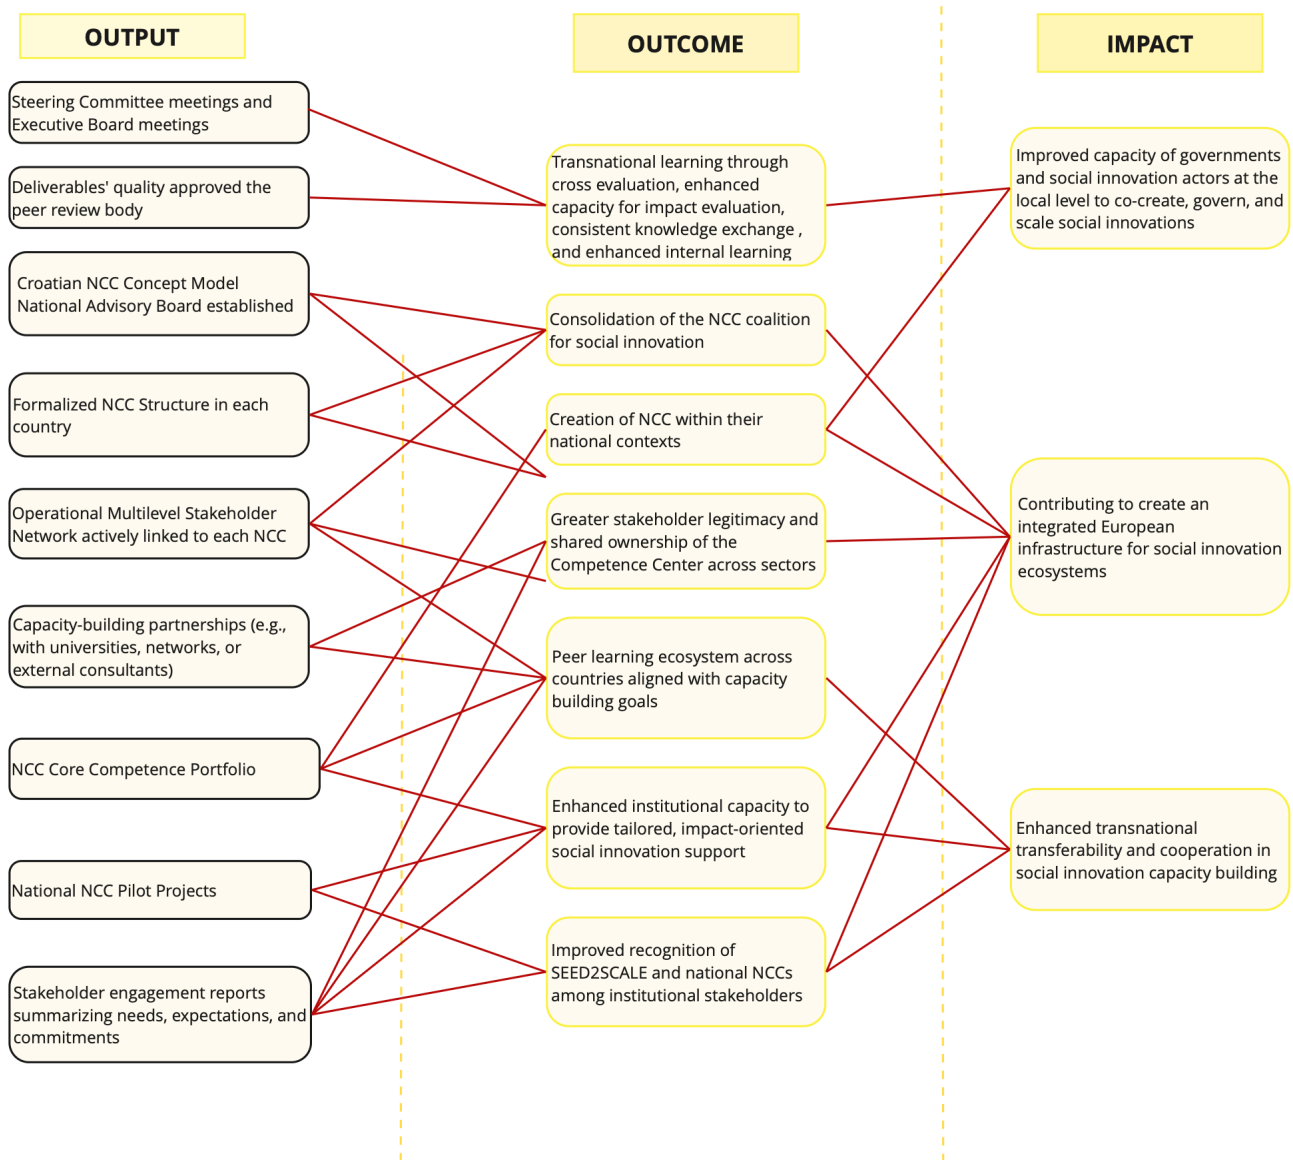 OUTPUT
Steering Committee meetings and
Executive Board meetings
Deliverables' quality approved the
peer review body
Croatian NCC Concept Model
National Advisory Board established
Formalized NCC Structure in each
country
Operational Multilevel Stakeholder
Network actively linked to each NCC
Capacity-building partnerships (e.g.,
with universities, networks, or
external consultants)
NCC Core Competence Portfolio
National NCC Pilot Projects
Stakeholder engagement reports
summarizing needs, expectations, and
commitments
OUTCOME
Transnational learning through
cross evaluation, enhanced
capacity for impact evaluation,
consistent knowledge exchange ,
and enhanced internal learning
Consolidation of the NCC coalition
for social innovation
Creation of NCC within their
national contexts
Greater stakeholder legitimacy and
shared ownership of the
Competence Center across sectors
Peer learning ecosystem across
countries aligned with capacity
building goals
Enhanced institutional capacity to
provide tailored, impact-oriented
social innovation support
Improved recognition of
SEED2SCALE and national NCCs
among institutional stakeholders
IMPACT
Improved capacity of governments
and social innovation actors at the
local level to co-create, govern, and
scale social innovations
Contributing to create an
integrated European
infrastructure for social innovation
ecosystems
Enhanced transnational
transferability and cooperation in
social innovation capacity building